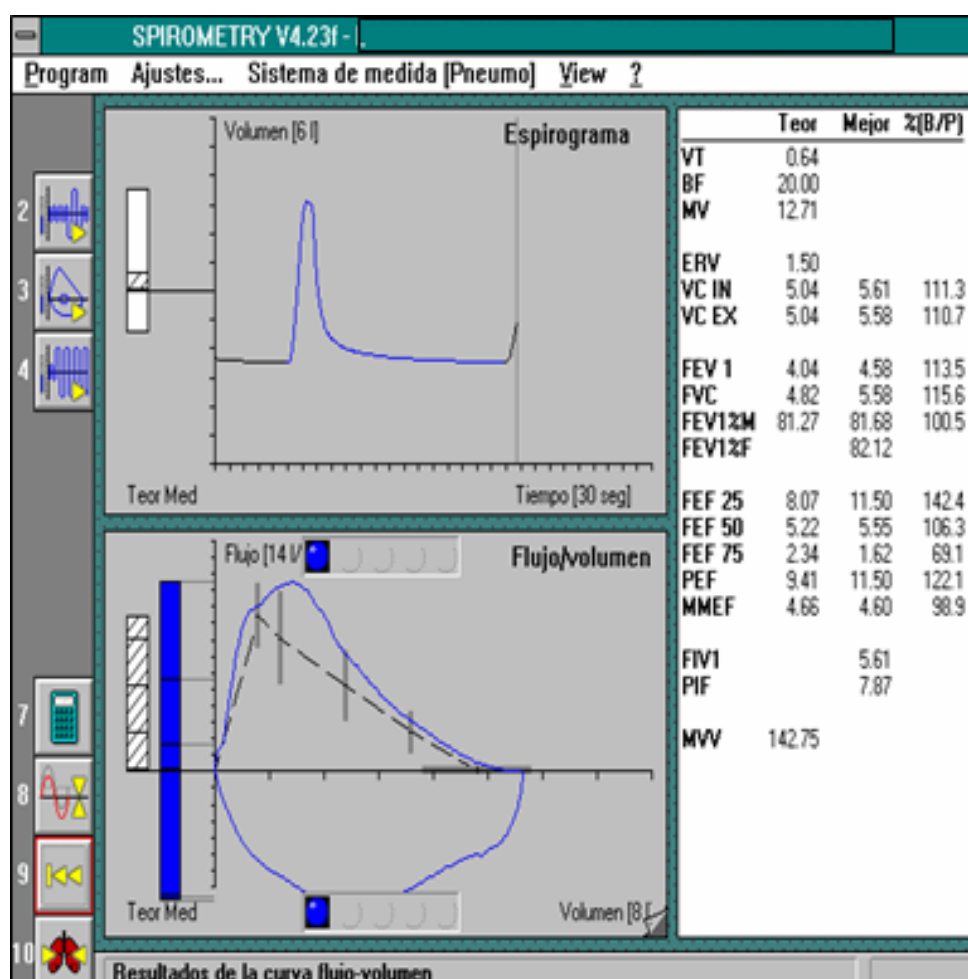 SPIROMETRY V4.23f -
Program Ajustes... Sistema de medida [Pneumo] View ?
Volumen [6 l] Espirograma
Teor Med Tiempo [30 seg]
Flujo [14 l/ Flujo/volumen
Teor Med Volumen [8
2
3
4
7
8
9
10
Teor Mejor %(B/P)
VT 0.64
BF 20.00
MV 12.71
ERV 1.50
VC IN 5.04 5.61 111.3
VC EX 5.04 5.58 110.7
FEV 1 4.04 4.58 113.5
FVC 4.82 5.58 115.6
FEV1%M 81.27 81.68 100.5
FEV1%F 82.12
FEF 25 8.07 11.50 142.4
FEF 50 5.22 5.55 106.3
FEF 75 2.34 1.62 69.1
PEF 9.41 11.50 122.1
MMEF 4.66 4.60 98.9
FIV1 5.61
PIF 7.87
MVV 142.75
Resultados de la curva flujo-volumen